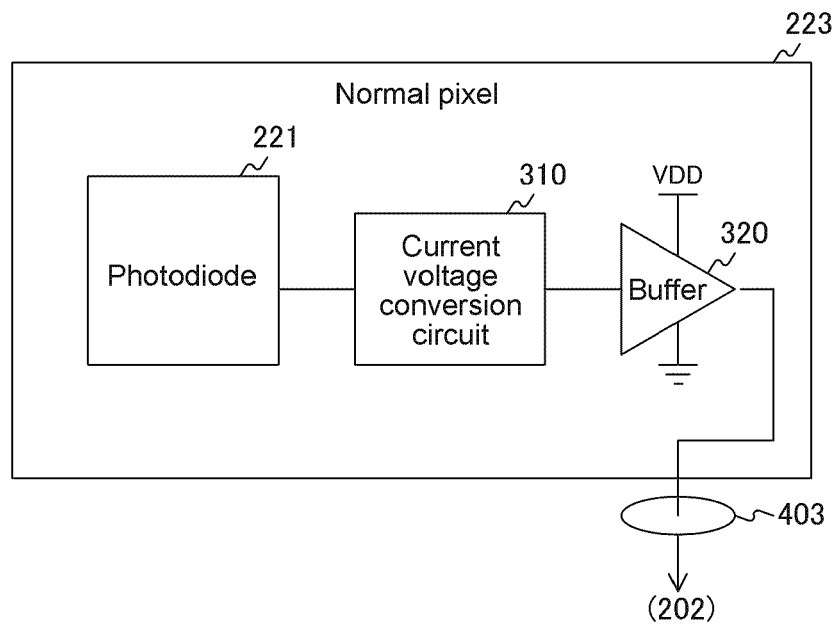 223
Normal pixel
221
310
VDD
320
Photodiode
Current
voltage
conversion
circuit
Buffer
403
(202)